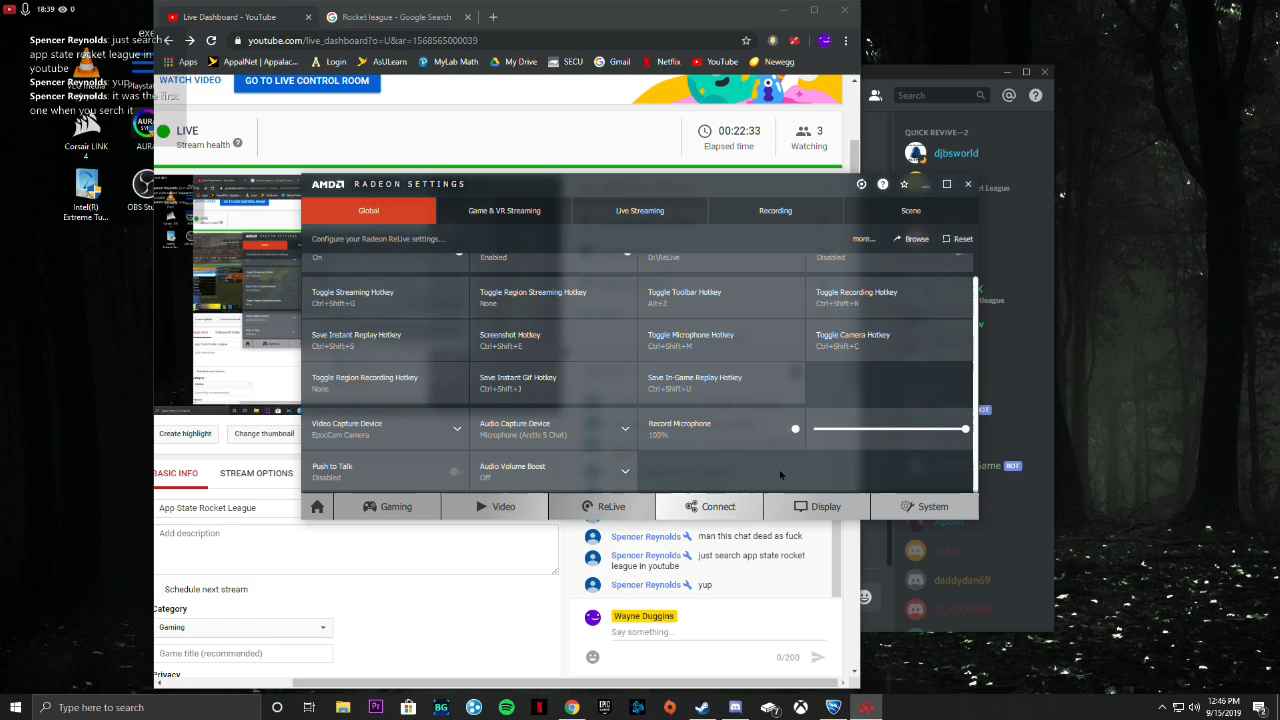 18:39 0
Spencer Reynolds: just search
app state rocket league in
youtube
Spencer Reynolds: yup
Spencer Reynolds: it was the first
one when you serch it
VLC media
Corsair LINK
4
Intel(R)
Extreme Tu...
OBS Stu
Live Dashboard - YouTube
Rocket league - Google Search
youtube.com/live_dashboard?o=U&ar=1568565000039
Apps
AppalNet | Appalac...
Login
AsULearn
MyLab Math
My Drive
SECU
Gmail
Netflix
YouTube
Newegg
WATCH VIDEO
GO TO LIVE CONTROL ROOM
LIVE
Stream health
00:22:33
Elapsed time
3
Watching
Search
QUICK REVIVE---2
djbsworld
AMD RADEON SETTINGS
Global
Game & VR Streaming
Live Streaming
Recording
Scene
Configure your Radeon ReLive settings...
more...
Browse
Reset
On
Enabled
D:\ReLive
Disabled
Toggle Streaming Hotkey
Ctrl+Shift+G
Toggle Region Streaming Hotkey
None
Toggle Toolbar Hotkey
Alt+Z
Toggle Recording Hotkey
Ctrl+Shift+R
Save Instant Replay Hotkey
Ctrl+Shift+S
Screenshot Hotkey
Ctrl+Shift+E
Toggle Microphone Hotkey
Ctrl+Shift+M
Toggle Camera Hotkey
Ctrl+Shift+C
Toggle Region Recording Hotkey
None
Save Instant Gif Hotkey
Ctrl+Shift+J
Save In-Game Replay Hotkey
Ctrl+Shift+U
Video Capture Device
EpocCam Camera
Audio Capture Device
Microphone (Arctis 5 Chat)
Record Microphone
100%
Push to Talk
Disabled
Audio Volume Boost
Off
Gaming
Video
ReLive
Connect
Display
System
BOT
BOT
Apollo
daddydan69
Create highlight
Change thumbnail
BASIC INFO
STREAM OPTIONS
App State Rocket League
Add description
Schedule next stream
Category
Gaming
Game title (recommended)
Privacy
Spencer Reynolds man this chat dead as fuck
Spencer Reynolds just search app state rocket
league in youtube
Spencer Reynolds yup
Wayne Duggins
Say something...
0/200
Type here to search
12:46 PM
9/15/2019